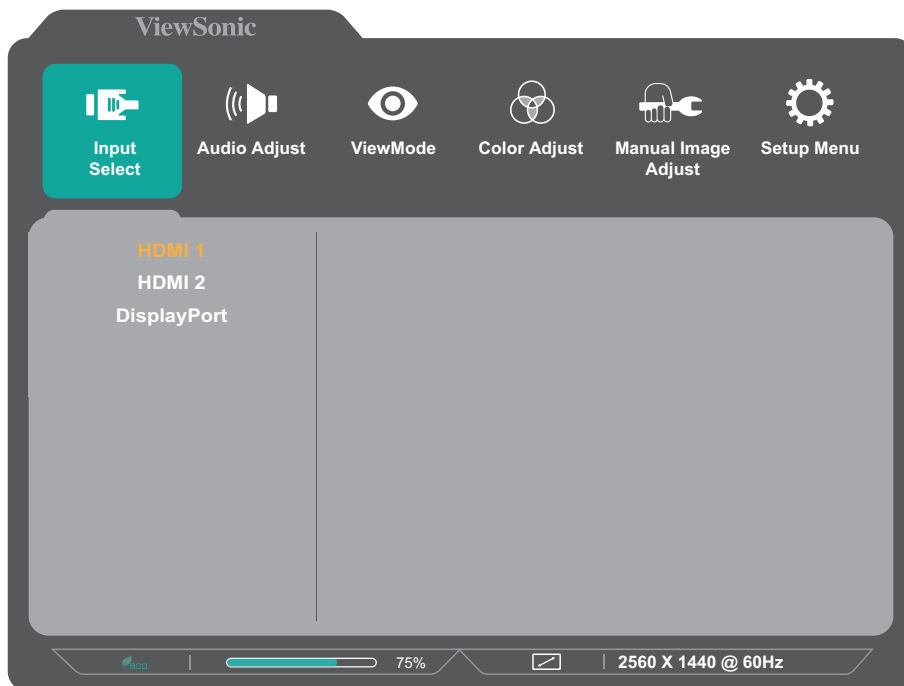 ViewSonic
Input
Select
Audio Adjust
ViewMode
Color Adjust
Manual Image
Adjust
Setup Menu
HDMI 1
HDMI 2
DisplayPort
eco
75%
2560 X 1440 @ 60Hz